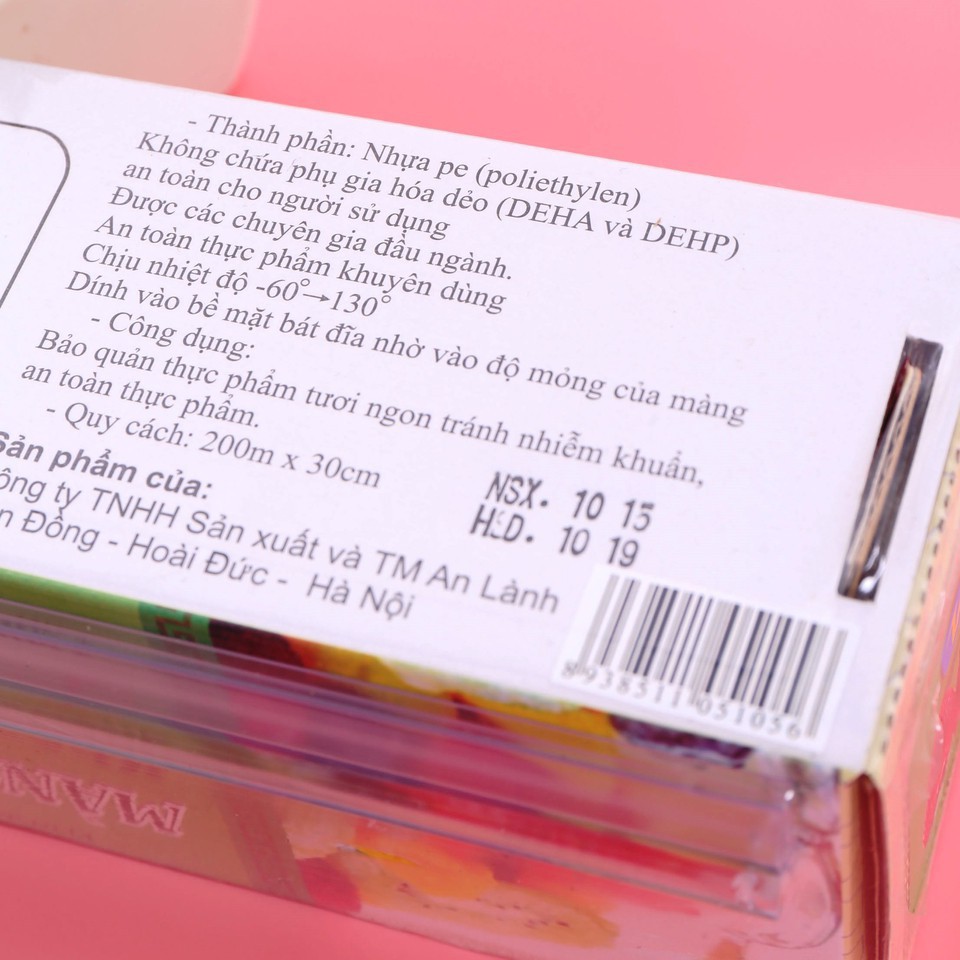 - Thành phần: Nhựa pe (poliethylen)
Không chứa phụ gia hóa dẻo (DEHA và DEHP)
an toàn cho người sử dụng
Được các chuyên gia đầu ngành.
An toàn thực phẩm khuyên dùng
Chịu nhiệt độ -60°→130°
Dính vào bề mặt bát đĩa nhờ vào độ mỏng của màng
- Công dụng:
Bảo quản thực phẩm tươi ngon tránh nhiễm khuẩn,
an toàn thực phẩm.
- Quy cách: 200m x 30cm
Sản phẩm của:
ông ty TNHH Sản xuất và TM An Lành
Đồng - Hoài Đức - Hà Nội
NSX. 10 15
HSD. 10 19
8938511051056
MAN